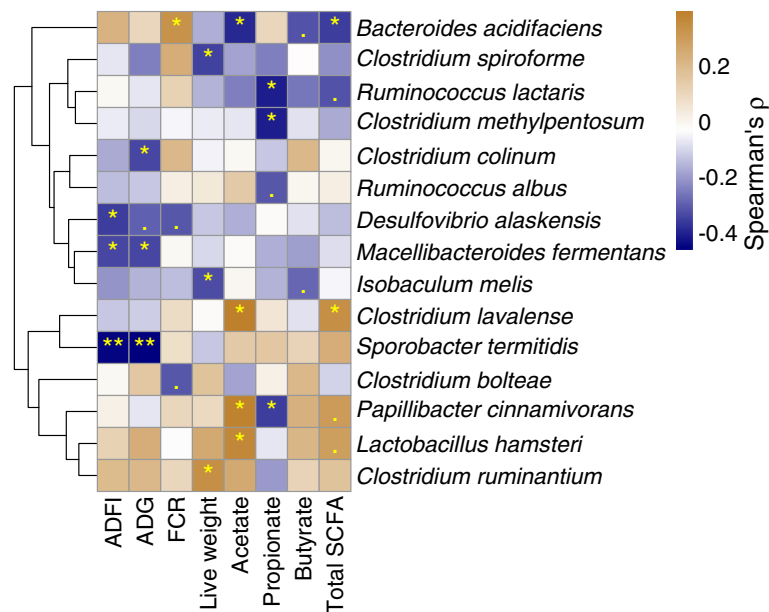 * * * . *
Bacteroides acidifaciens
*
Clostridium spiroforme
* .
Ruminococcus lactaris
*
Clostridium methylpentosum
*
Clostridium colinum
.
Ruminococcus albus
* . .
Desulfovibrio alaskensis
* *
Macellibacteroides fermentans
* .
Isobaculum melis
* *
Clostridium lavalense
** **
Sporobacter termitidis
.
Clostridium bolteae
* * .
Papillibacter cinnamivorans
* .
Lactobacillus hamsteri
*
Clostridium ruminantium
ADFI
ADG
FCR
Live weight
Acetate
Propionate
Butyrate
Total SCFA
0.2
0
-0.2
-0.4
Spearman's ρ